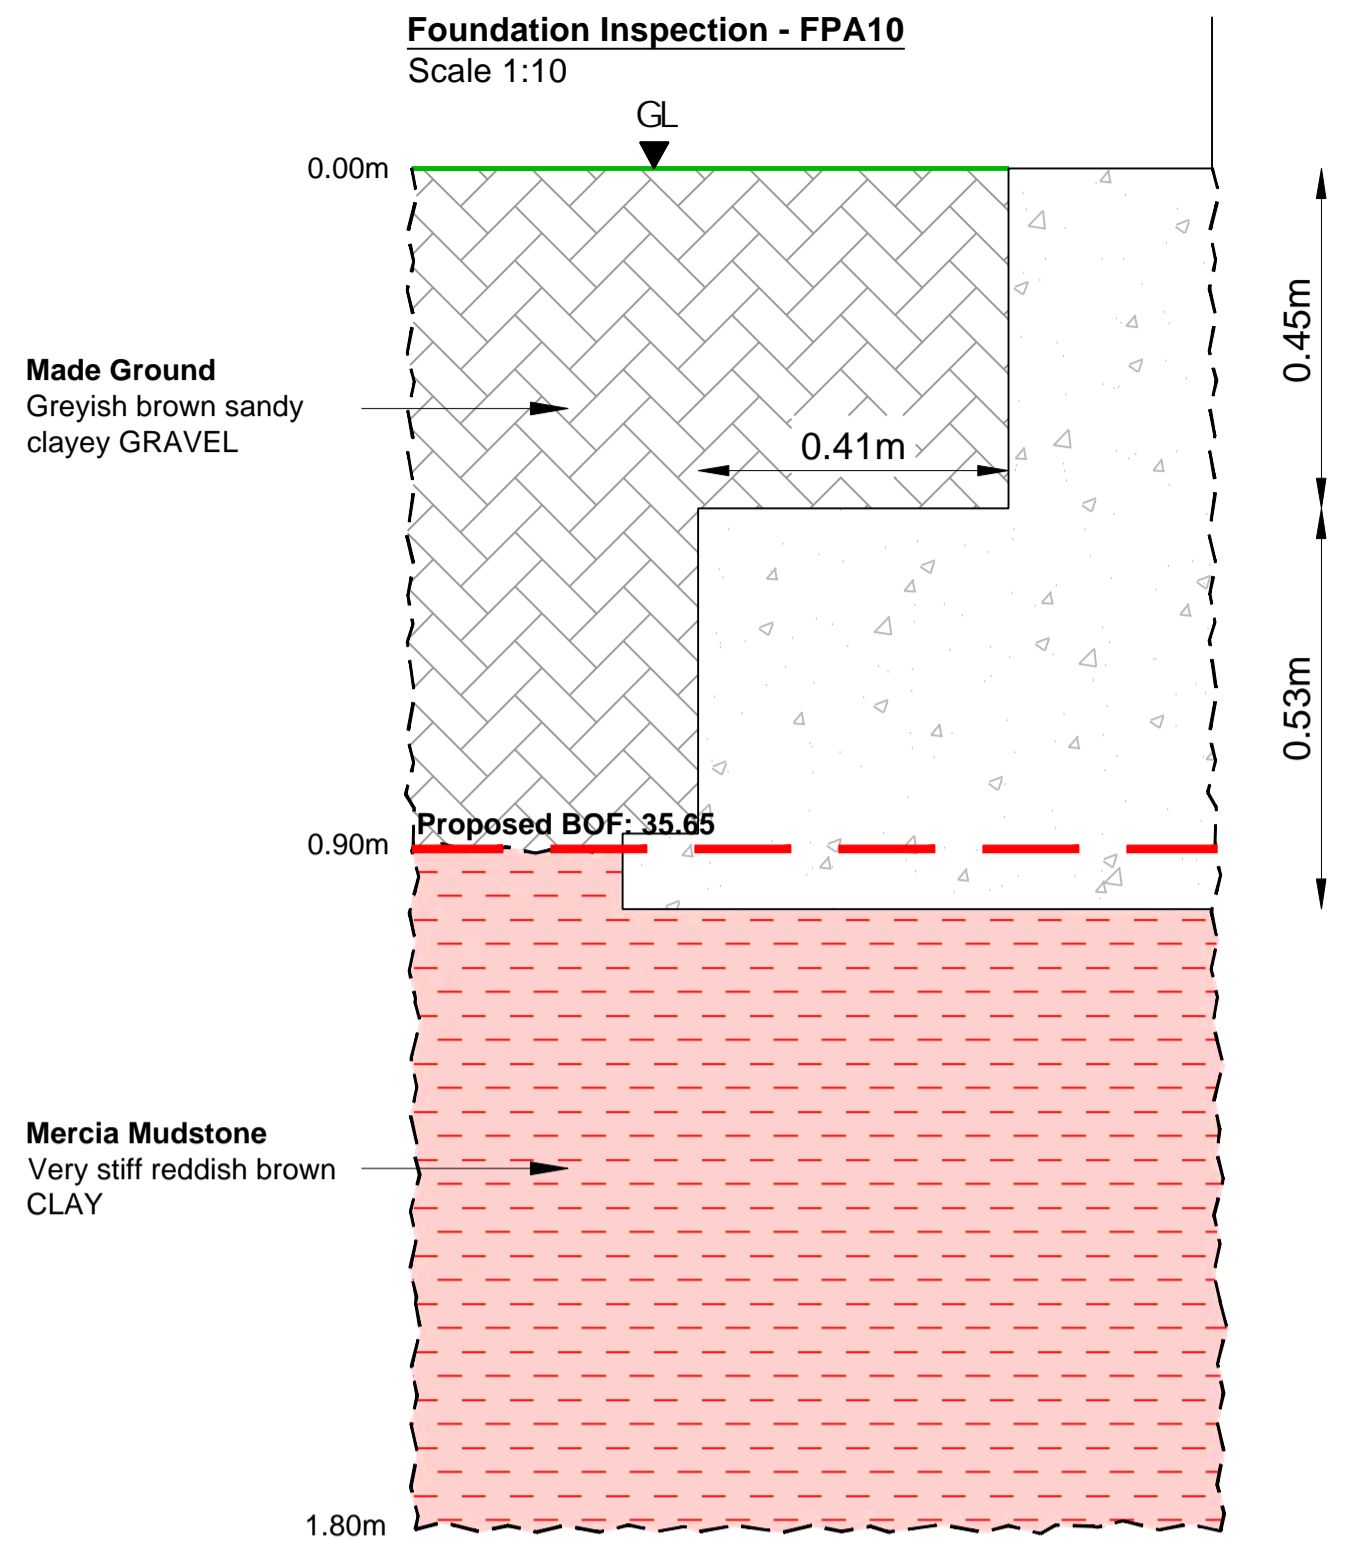 Foundation Inspection - FPA10
Scale 1:10
GL
0.00m
0.45m
Made Ground
Greyish brown sandy
clayey GRAVEL
0.41m
0.53m
Proposed BOF: 35.65
0.90m
Mercia Mudstone
Very stiff reddish brown
CLAY
1.80m